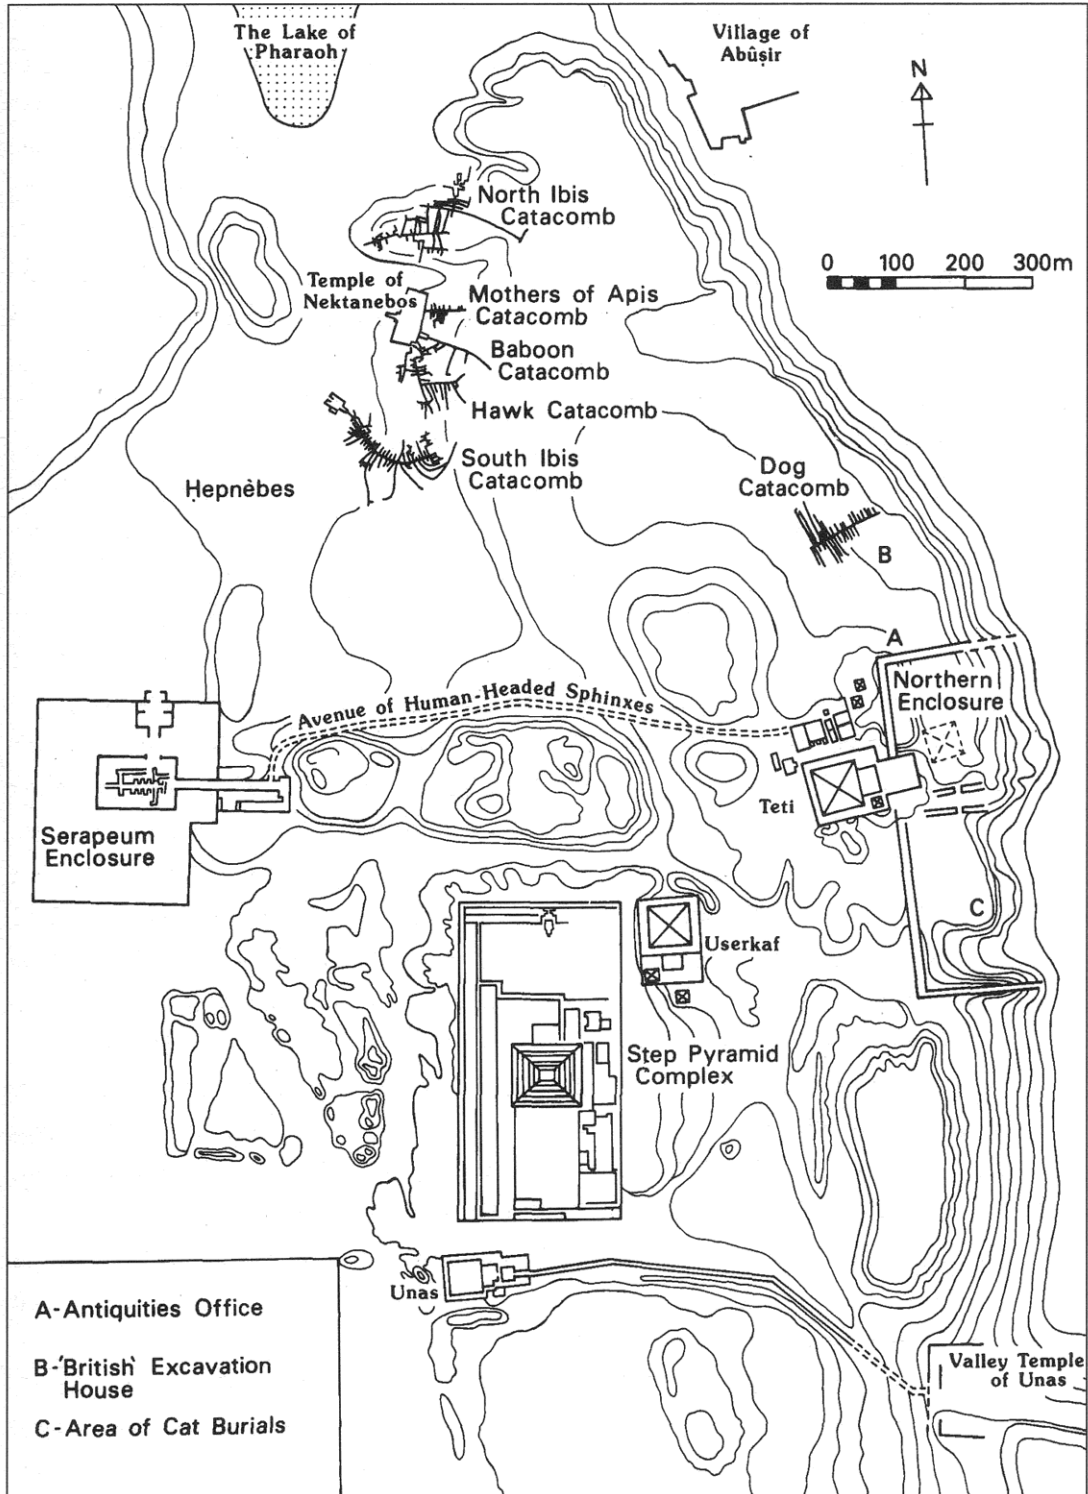 The Lake of
Pharaoh
Village of
Abûṣir
N
North Ibis
Catacomb
0 100 200 300m
Temple of
Nektanebos
Mothers of Apis
Catacomb
Baboon
Catacomb
Hawk Catacomb
South Ibis
Catacomb
Dog
Catacomb
Ḥepnèbes
B
A
Northern
Enclosure
Avenue of Human-Headed Sphinxes
Teti
Serapeum
Enclosure
C
Userkaf
Step Pyramid
Complex
Unas
Valley Temple
of Unas
A-Antiquities Office
B-'British' Excavation
House
C-Area of Cat Burials